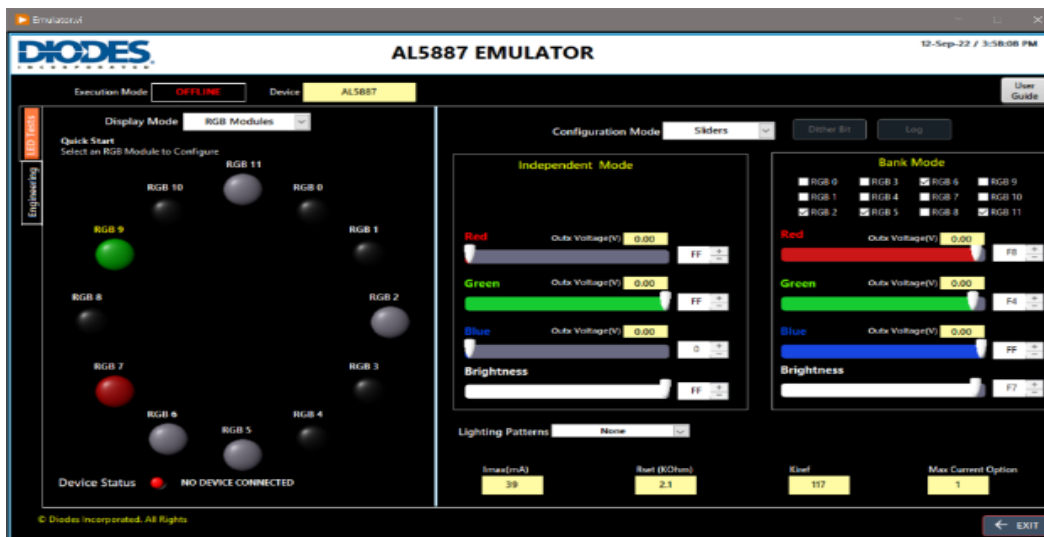 Emulator.vi
DIODES.
INCORPORATED
AL5887 EMULATOR
12-Sep-22 / 3:58:08 PM
Execution Mode OFFLINE Device AL5887
User
Guide
LED Tests
Engineering
Display Mode RGB Modules
Quick Start
Select an RGB Module to Configure
RGB 11
RGB 10 RGB 0
RGB 9 RGB 1
RGB 8 RGB 2
RGB 7 RGB 3
RGB 6 RGB 4
RGB 5
Device Status NO DEVICE CONNECTED
Configuration Mode Sliders Dither Bit Log
Independent Mode
Red Outx Voltage(V) 0.00
FF
Green Outx Voltage(V) 0.00
FF
Blue Outx Voltage(V) 0.00
0
Brightness
FF
Bank Mode
RGB 0 RGB 3 RGB 6 RGB 9
RGB 1 RGB 4 RGB 7 RGB 10
RGB 2 RGB 5 RGB 8 RGB 11
Red Outx Voltage(V) 0.00
F8
Green Outx Voltage(V) 0.00
F4
Blue Outx Voltage(V) 0.00
FF
Brightness
F7
Lighting Patterns None
Imax(mA) Rset (KOhm) Kiref Max Current Option
39 2.1 117 1
© Diodes Incorporated. All Rights
EXIT